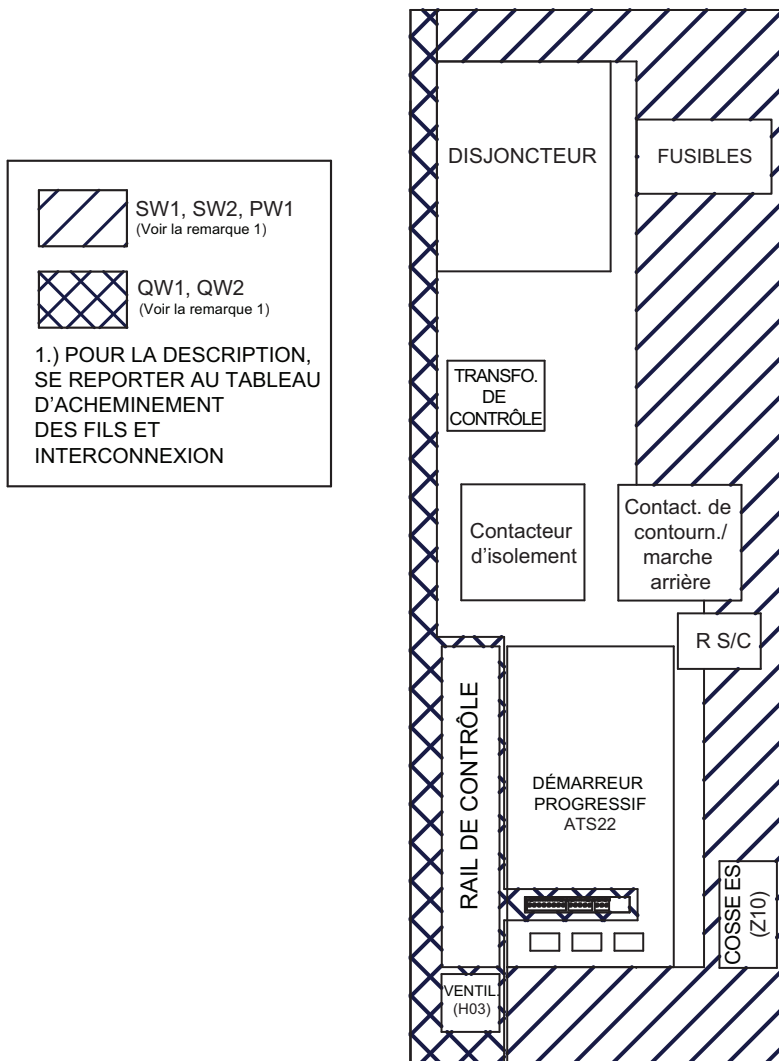 SW1, SW2, PW1
(Voir la remarque 1)
QW1, QW2
(Voir la remarque 1)
1.) POUR LA DESCRIPTION,
SE REPORTER AU TABLEAU
D’ACHEMINEMENT
DES FILS ET
INTERCONNEXION
DISJONCTEUR
FUSIBLES
TRANSFO.
DE
CONTRÔLE
Contacteur
d’isolement
Contact. de
contourn./
marche
arrière
R S/C
RAIL DE CONTRÔLE
DÉMARREUR
PROGRESSIF
ATS22
COSSE ES
(Z10)
VENTIL.
(H03)